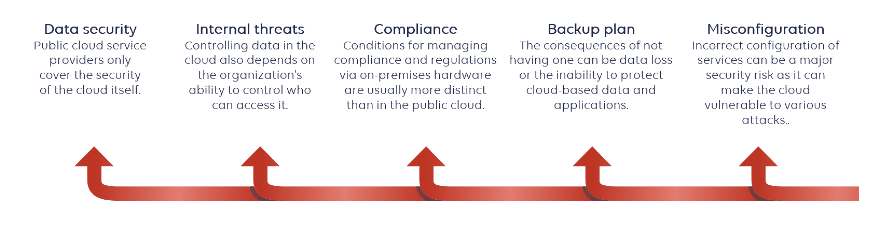 Data security
Public cloud service
providers only
cover the security
of the cloud itself.
Internal threats
Controlling data in the
cloud also depends on
the organization's
ability to control who
can access it.
Compliance
Conditions for managing
compliance and regulations
via on-premises hardware
are usually more distinct
than in the public cloud.
Backup plan
The consequences of not
having one can be data loss
or the inability to protect
cloud-based data and
applications.
Misconfiguration
Incorrect configuration of
services can be a major
security risk as it can
make the cloud
vulnerable to various
attacks..